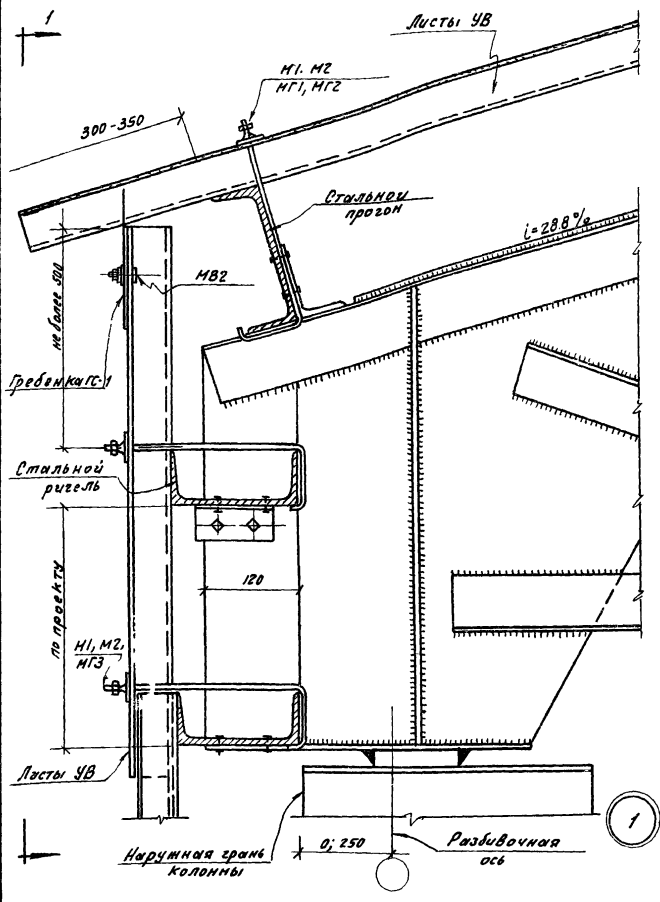 1
Листы УВ
М1. М2
МГ1, МГ2
300-350
Стальной
прогон
i=28.8%
не более 500
МВ2
Гребенка ГС-1
Стальной
ригель
120
по проекту
М1, М2,
МГ3
Листы УВ
Наружная грань
колонны
0; 250
Разбивочная
ось
1